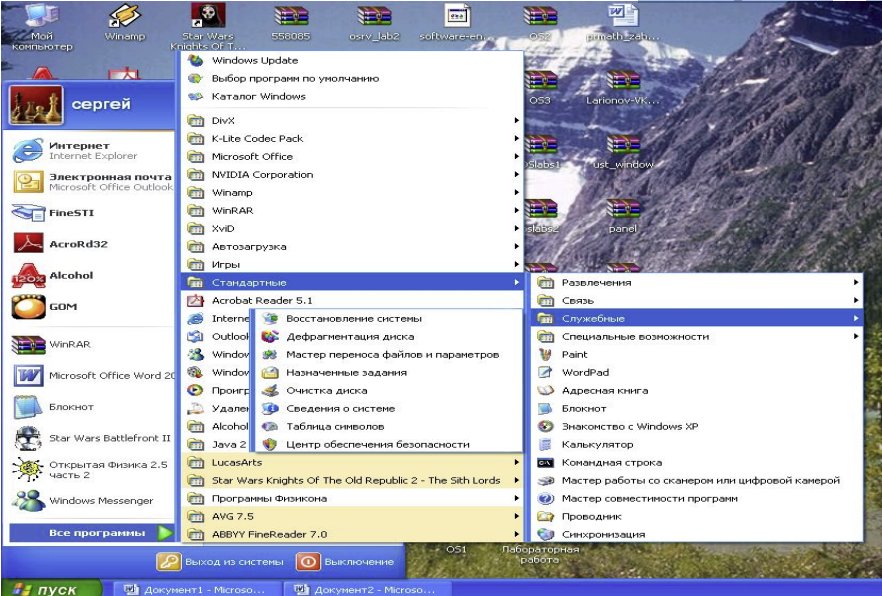 Мой
компьютер
Winamp
Star Wars
Knights Of T...
558085
osrv_lab2
software-en...
OS2
prmath_zah...
OS3
Larionov-VK...
OSlabs1
ust_window
oslabs2
panel
сергей
Интернет
Internet Explorer
Электронная почта
Microsoft Office Outlook
FineSTI
AcroRd32
Alcohol
GOM
WinRAR
Microsoft Office Word 20
Блокнот
Star Wars Battlefront II
Открытая Физика 2.5
часть 2
Windows Messenger
Все программы
Windows Update
Выбор программ по умолчанию
Каталог Windows
DivX
K-Lite Codec Pack
Microsoft Office
NVIDIA Corporation
Winamp
WinRAR
XviD
Автозагрузка
Игры
Стандартные
Acrobat Reader 5.1
Interne
Outlool
Window
Window
Проигр
Удален
Alcohol
Java 2
LucasArts
Star Wars Knights Of The Old Republic 2 - The Sith Lords
Программы Физикона
AVG 7.5
ABBYY FineReader 7.0
Восстановление системы
Дефрагментация диска
Мастер переноса файлов и параметров
Назначенные задания
Очистка диска
Сведения о системе
Таблица символов
Центр обеспечения безопасности
Развлечения
Связь
Служебные
Специальные возможности
Paint
WordPad
Адресная книга
Блокнот
Знакомство с Windows XP
Калькулятор
Командная строка
Мастер работы со сканером или цифровой камерой
Мастер совместимости программ
Проводник
Синхронизация
OS1
Лабораторная
работа
Выход из системы
Выключение
пуск
Документ1 - Microso...
Документ2 - Microso...